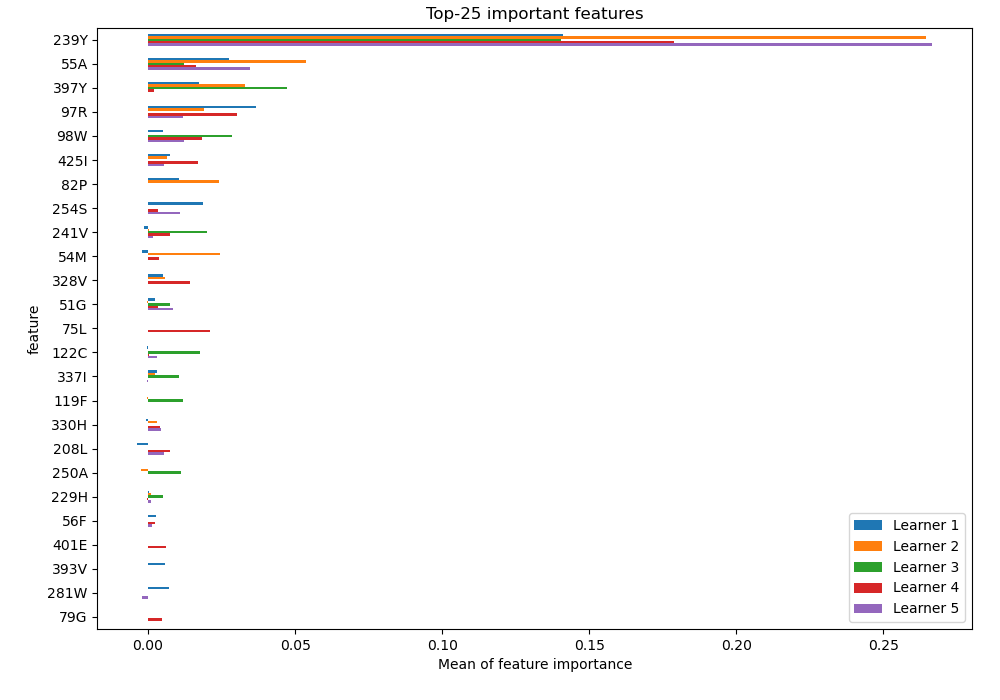 Top-25 important features
239Y
55A
397Y
97R
98W
425I
82P
254S
241V
54M
328V
51G
75L
122C
337I
119F
330H
208L
250A
229H
56F
401E
393V
281W
79G
feature
Learner 1
Learner 2
Learner 3
Learner 4
Learner 5
0.00 0.05 0.10 0.15 0.20 0.25
Mean of feature importance